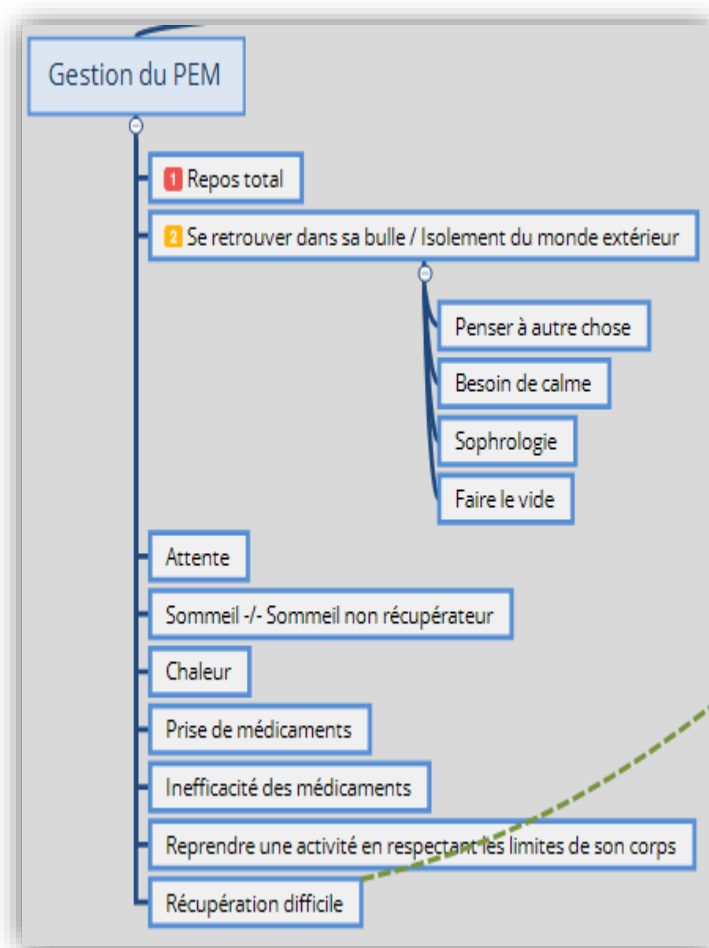 Gestion du PEM
1 Repos total
2 Se retrouver dans sa bulle / Isolement du monde extérieur
Penser à autre chose
Besoin de calme
Sophrologie
Faire le vide
Attente
Sommeil -/- Sommeil non récupérateur
Chaleur
Prise de médicaments
Inefficacité des médicaments
Reprendre une activité en respectant les limites de son corps
Récupération difficile